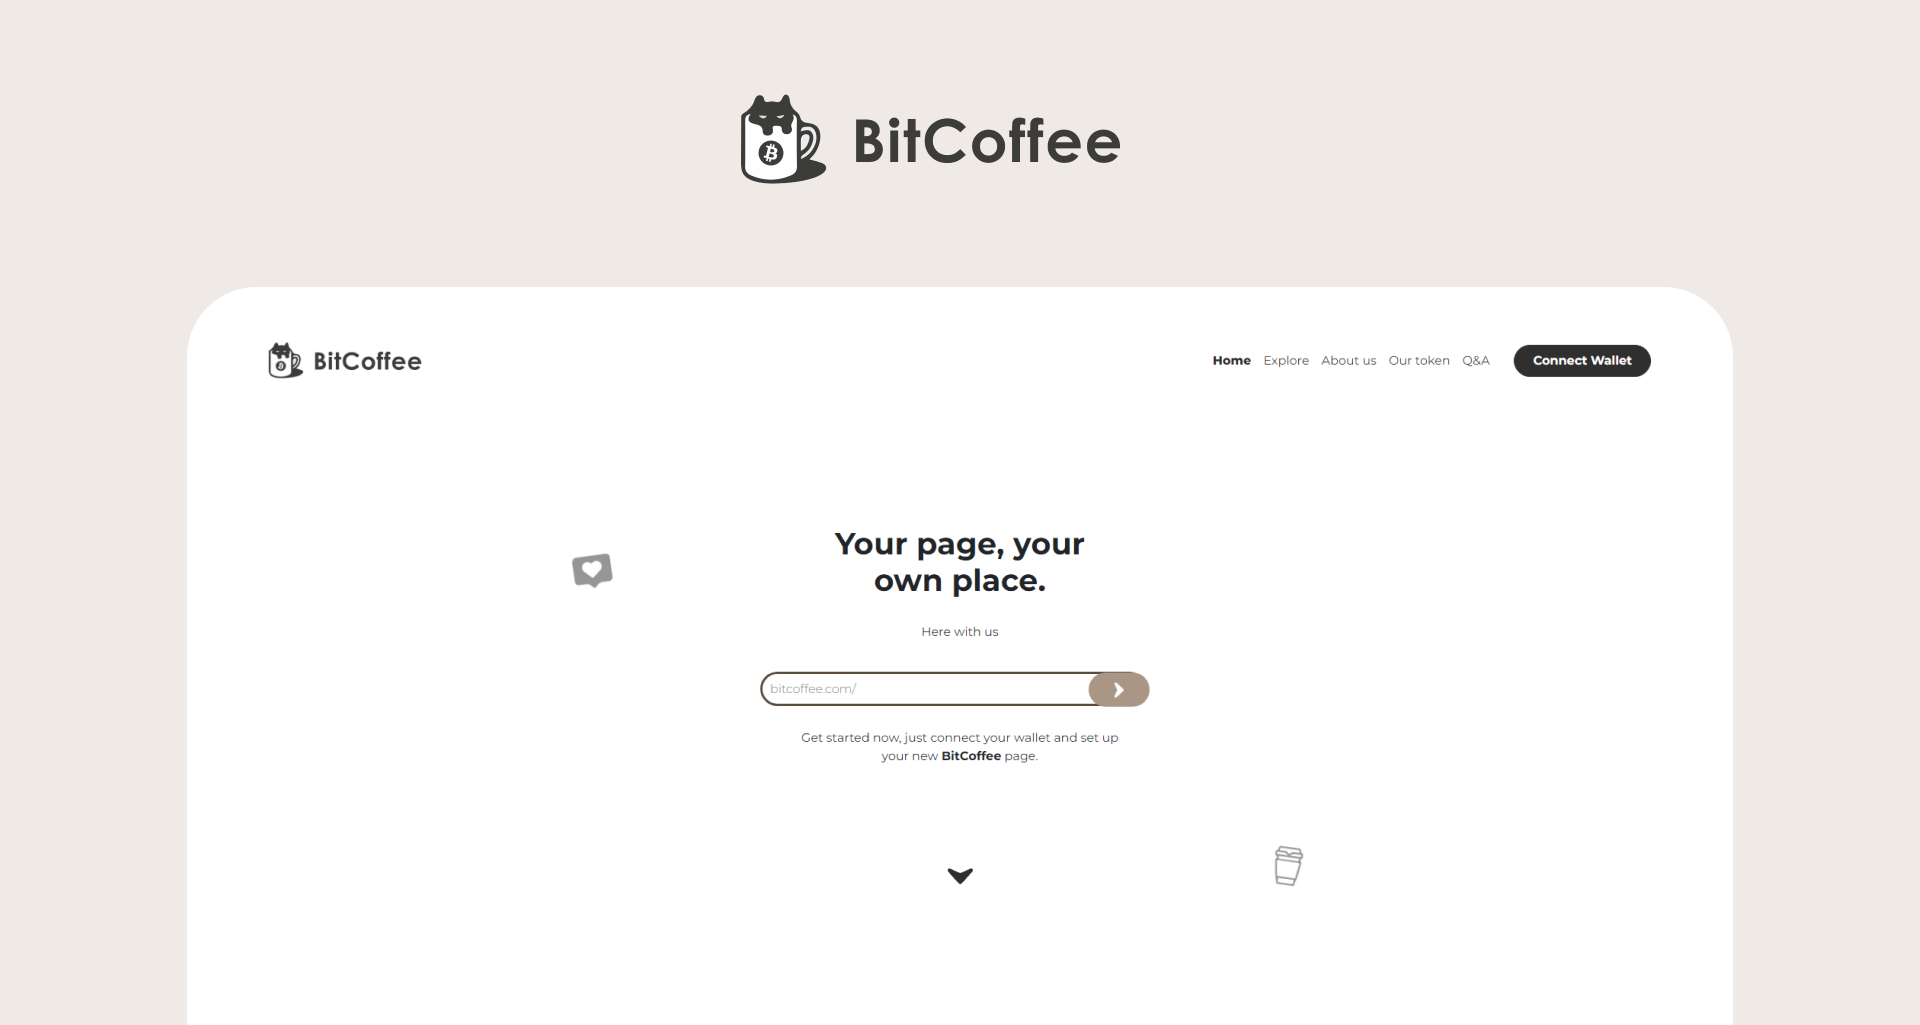 BitCoffee
BitCoffee
Home Explore About us Our token Q&A Connect Wallet
Your page, your
own place.
Here with us
bitcoffee.com/
Get started now, just connect your wallet and set up
your new BitCoffee page.